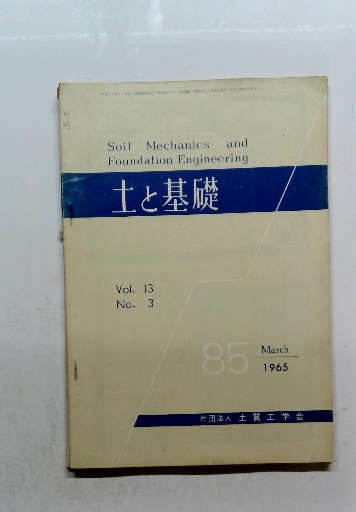 Soil Mechanics and
Foundation Engineering
土と基礎
Vol. 13
No. 3
85
March
1965
社団法人 土質工学会